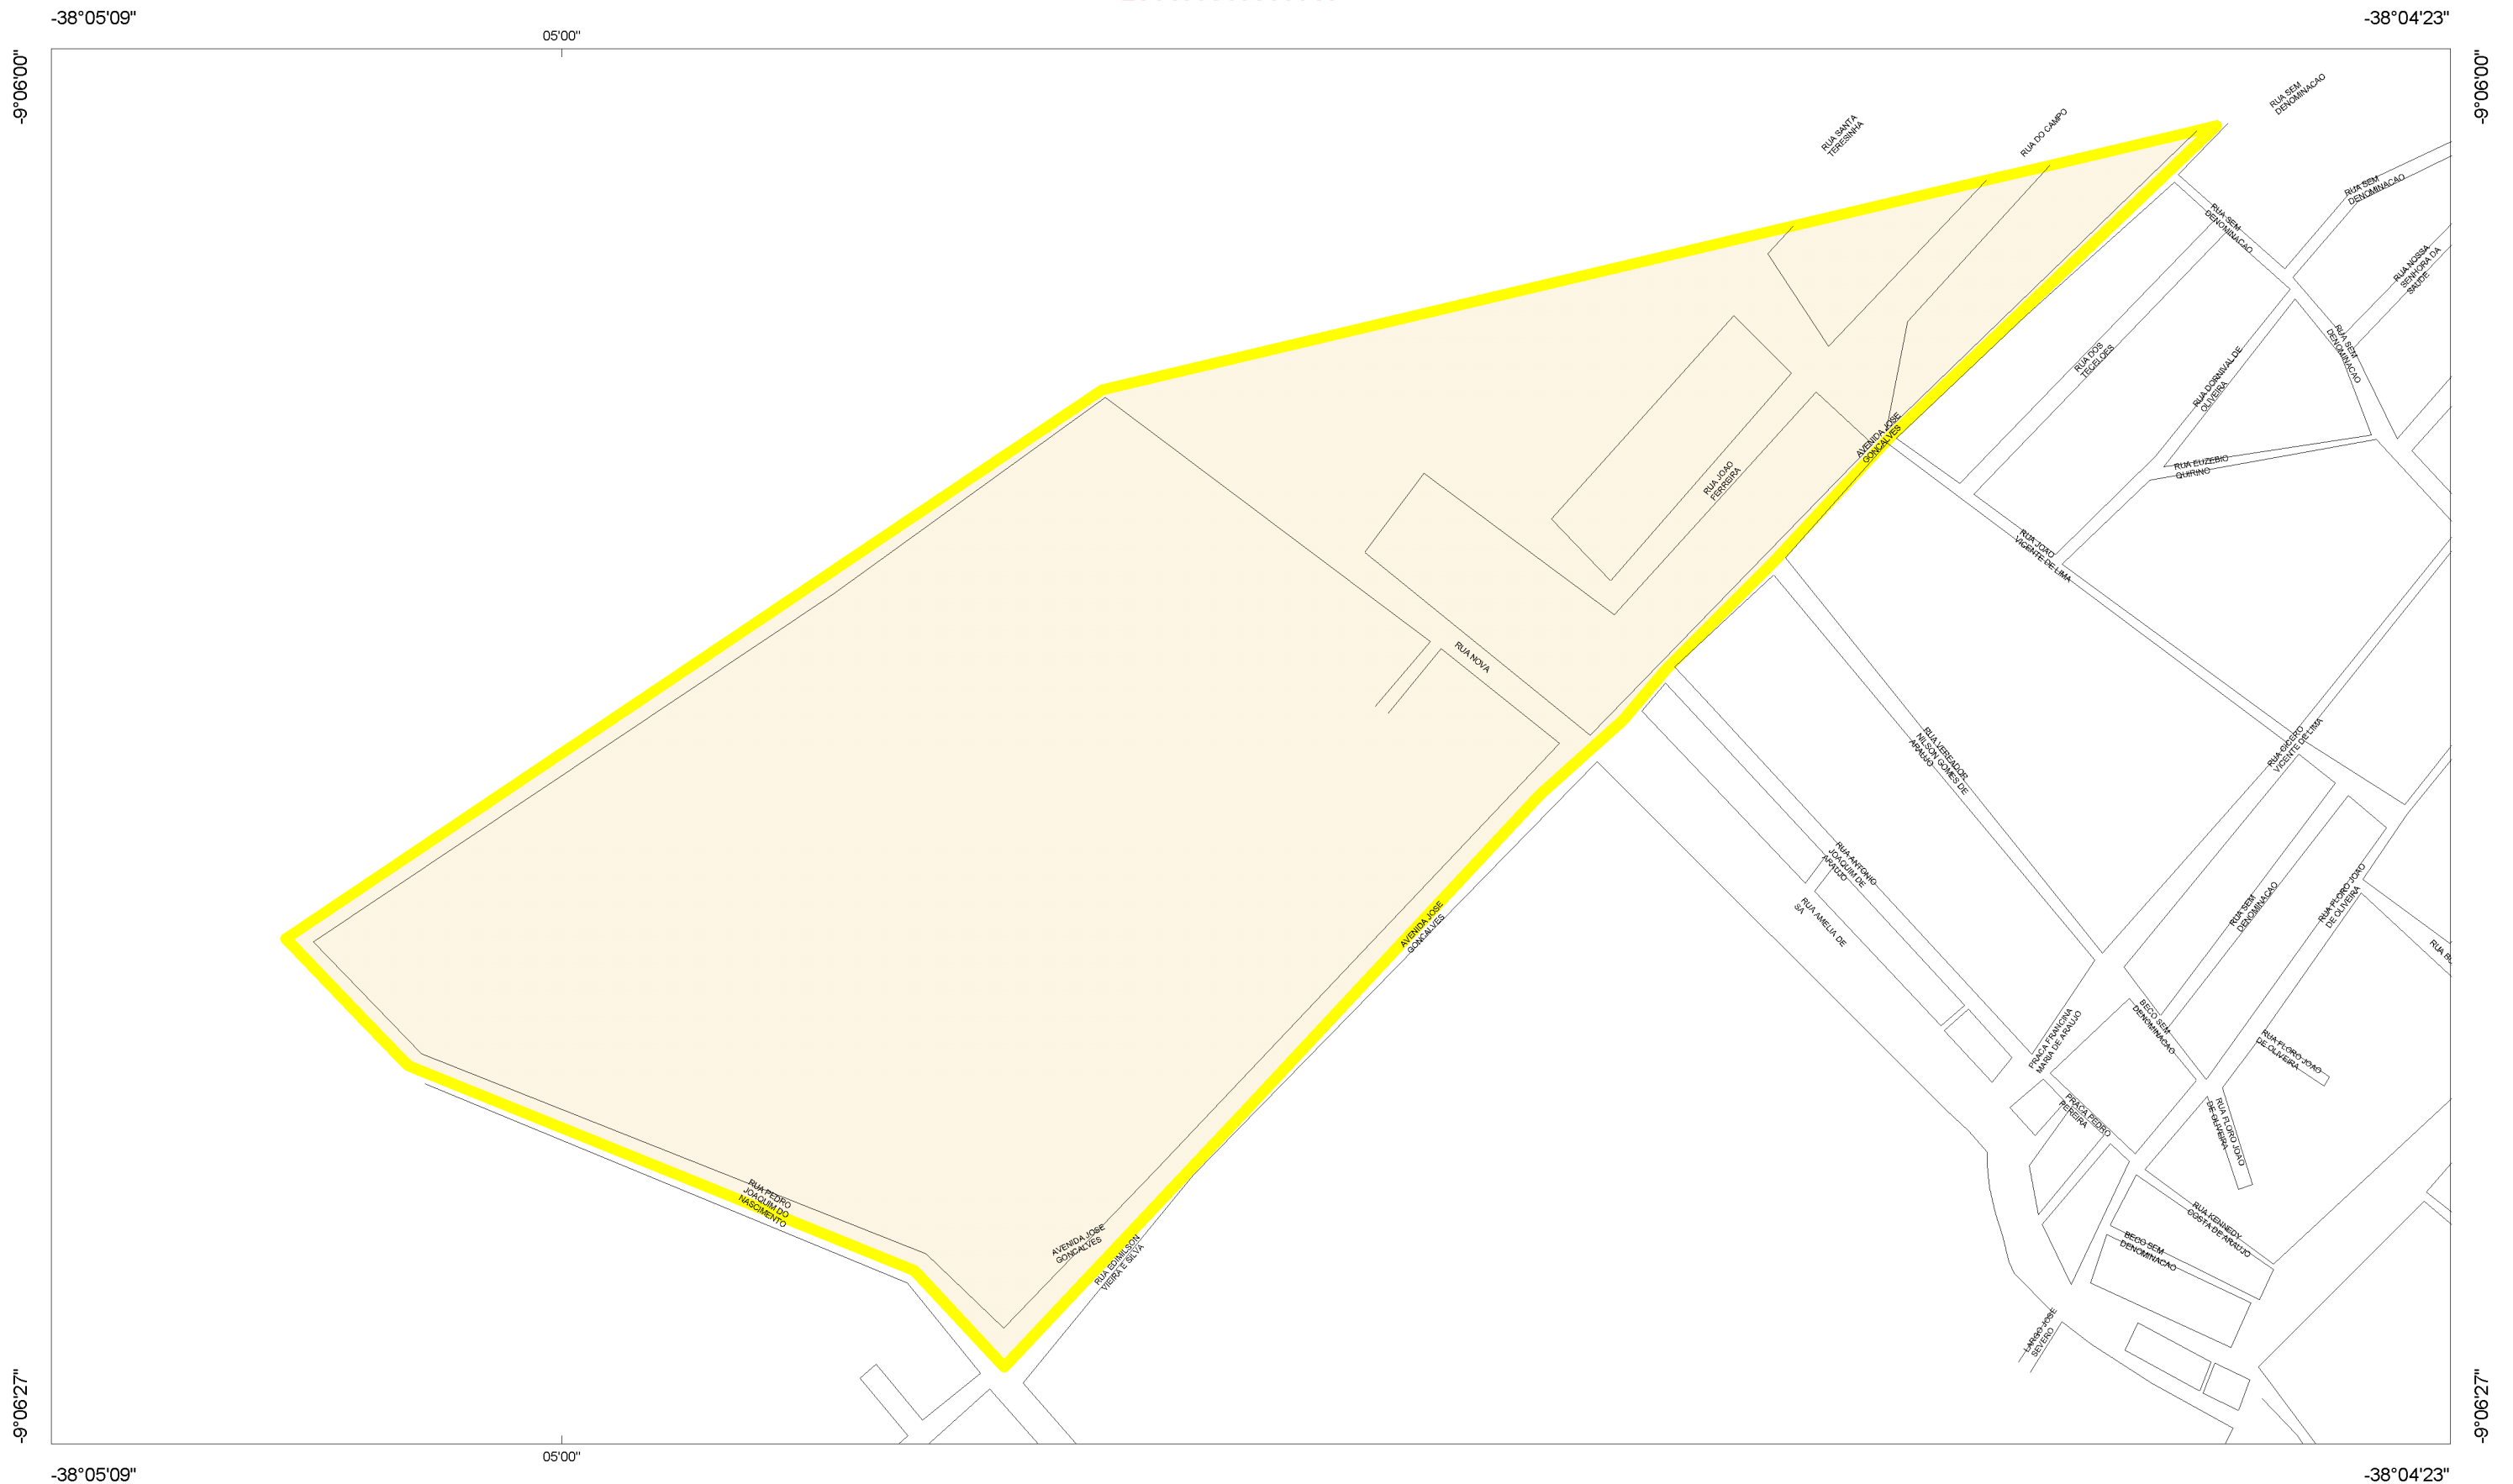 -38°05'09"
-38°04'23"
05'00"
-9°06'00"
-9°06'00"
RUA SEM
DENOMINACAO
RUA SANTA
TERESINHA
RUA DO CAMPO
RUA SEM
DENOMINACAO
RUA SEM
DENOMINACAO
RUA NOSSA
SENHORA DA
SAUDE
RUA SEM
DENOMINACAO
RUA DOS
TECELOES
RUA DORNIVAL DE
OLIVEIRA
AVENIDA JOSE
GONCALVES
RUA EUZEBIO
QUIRINO
RUA JOAO
FERREIRA
RUA JOAO
VICENTE DE LIMA
RUA NOVA
RUA CICERO
VICENTE DE LIMA
RUA VEREADOR
NILSON GOMES DE
ARAUJO
RUA ANTONIO
JOAQUIM DE
ARAUJO
RUA AMELIA DE
SA
RUA SEM
DENOMINACAO
RUA FLORO JOAO
DE OLIVEIRA
AVENIDA JOSE
GONCALVES
RUA
BECO SEM
DENOMINACAO
PRACA FRANCINA
MARIA DE ARAUJO
RUA FLORO JOAO
DE OLIVEIRA
PRACA PEDRO
PEREIRA
RUA FLORO JOAO
DE OLIVEIRA
RUA PEDRO
JOAQUIM DO
NASCIMENTO
RUA KENNEDY
COSTA DE ARAUJO
AVENIDA JOSE
GONCALVES
RUA EDIMILSON
VIEIRA E SILVA
BECO SEM
DENOMINACAO
LARGO JOSE
SEVERO
-9°06'27"
-9°06'27"
05'00"
-38°05'09"
-38°04'23"